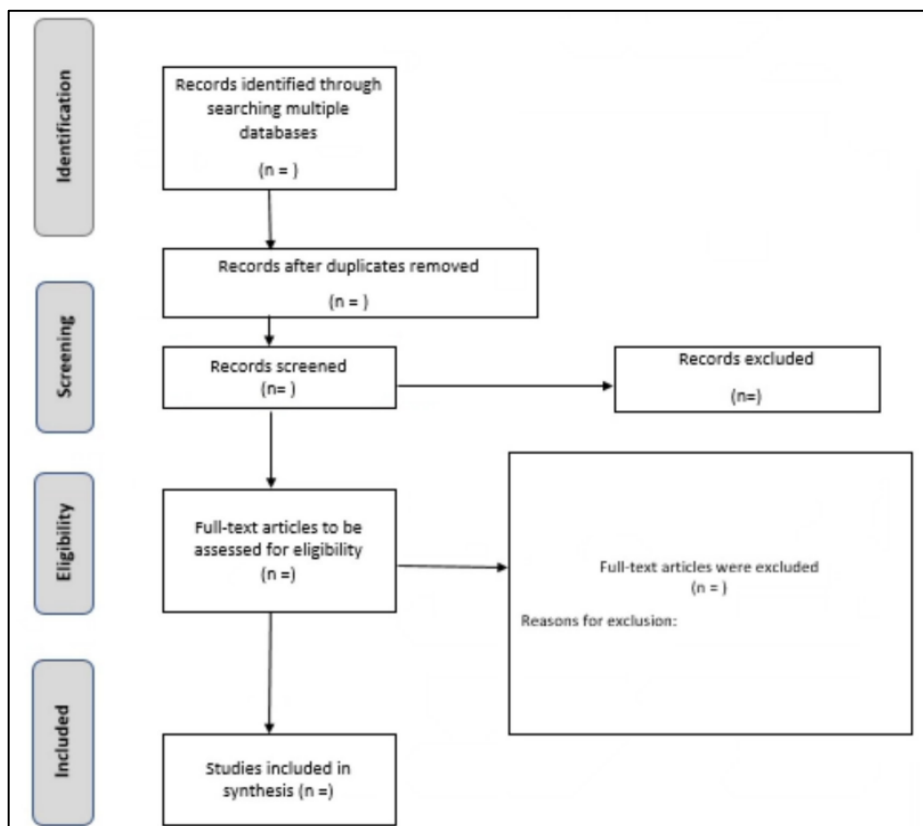 Identification
Records identified through
searching multiple
databases
(n = )
Records after duplicates removed
(n = )
Screening
Records screened
(n= )
Records excluded
(n=)
Eligibility
Full-text articles to be
assessed for eligibility
(n =)
Full-text articles were excluded
(n = )
Reasons for exclusion:
Included
Studies included in
synthesis (n =)